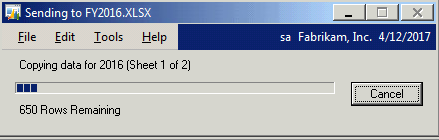 Sending to FY2016.XLSX
File Edit Tools Help sa Fabrikam, Inc. 4/12/2017
Copying data for 2016 (Sheet 1 of 2)
Cancel
650 Rows Remaining